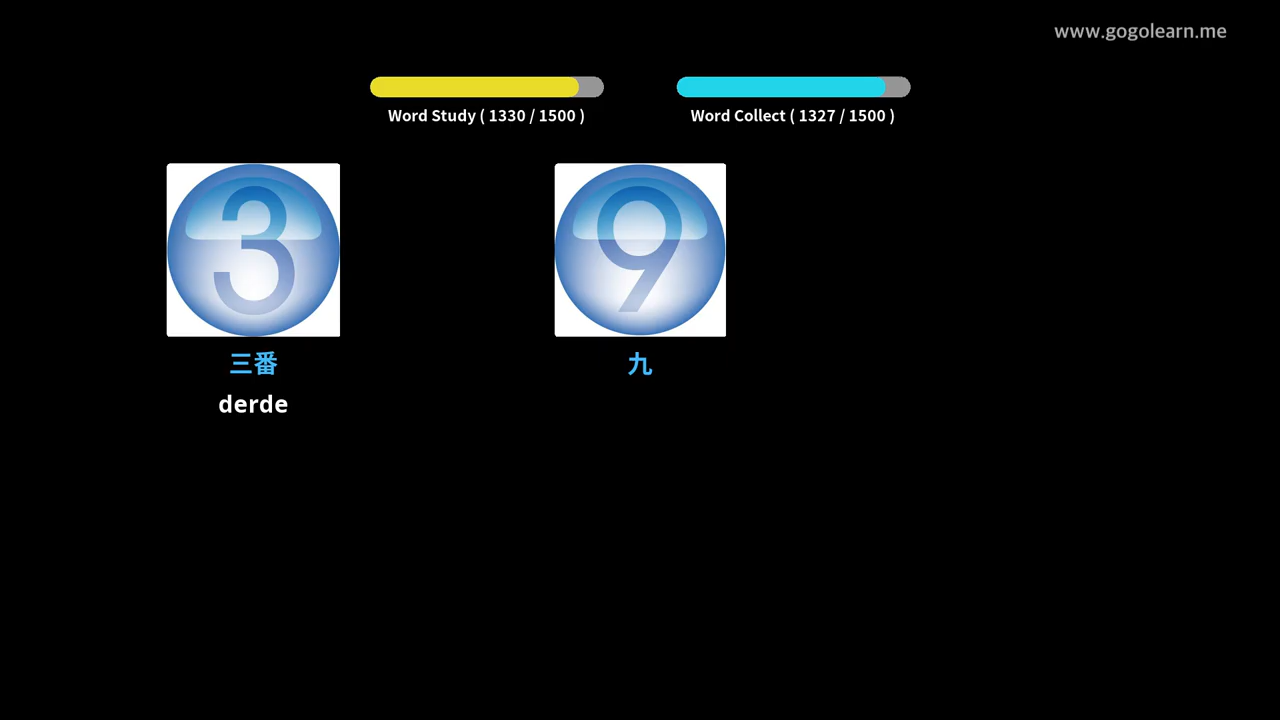 www.gogolearn.me
Word Study ( 1330 / 1500 )
Word Collect ( 1327 / 1500 )
3
9
三番
九
derde